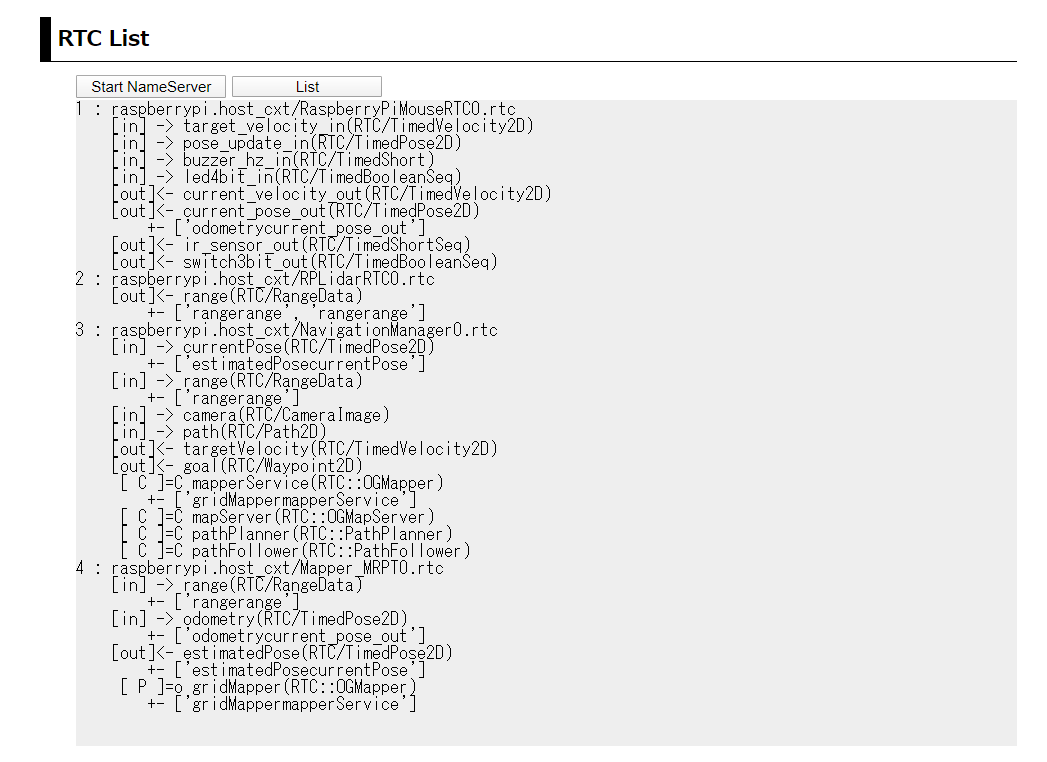 RTC List
Start NameServer List
1 : raspberrypi.host_cxt/RaspberryPiMouseRTC0.rtc
[in] -> target_velocity_in(RTC/TimedVelocity2D)
[in] -> pose_update_in(RTC/TimedPose2D)
[in] -> buzzer_hz_in(RTC/TimedShort)
[in] -> led4bit_in(RTC/TimedBooleanSeq)
[out]<- current_velocity_out(RTC/TimedVelocity2D)
[out]<- current_pose_out(RTC/TimedPose2D)
+- ['odometrycurrent_pose_out']
[out]<- ir_sensor_out(RTC/TimedShortSeq)
[out]<- switch3bit_out(RTC/TimedBooleanSeq)
2 : raspberrypi.host_cxt/RPLidarRTC0.rtc
[out]<- range(RTC/RangeData)
+- ['rangerange', 'rangerange']
3 : raspberrypi.host_cxt/NavigationManager0.rtc
[in] -> currentPose(RTC/TimedPose2D)
+- ['estimatedPosecurrentPose']
[in] -> range(RTC/RangeData)
+- ['rangerange']
[in] -> camera(RTC/CameraImage)
[in] -> path(RTC/Path2D)
[out]<- targetVelocity(RTC/TimedVelocity2D)
[out]<- goal(RTC/Waypoint2D)
[ C ]=C mapperService(RTC::OGMapper)
+- ['gridMappermapperService']
[ C ]=C mapServer(RTC::OGMapServer)
[ C ]=C pathPlanner(RTC::PathPlanner)
[ C ]=C pathFollower(RTC::PathFollower)
4 : raspberrypi.host_cxt/Mapper_MRPT0.rtc
[in] -> range(RTC/RangeData)
+- ['rangerange']
[in] -> odometry(RTC/TimedPose2D)
+- ['odometrycurrent_pose_out']
[out]<- estimatedPose(RTC/TimedPose2D)
+- ['estimatedPosecurrentPose']
[ P ]=o gridMapper(RTC::OGMapper)
+- ['gridMappermapperService']